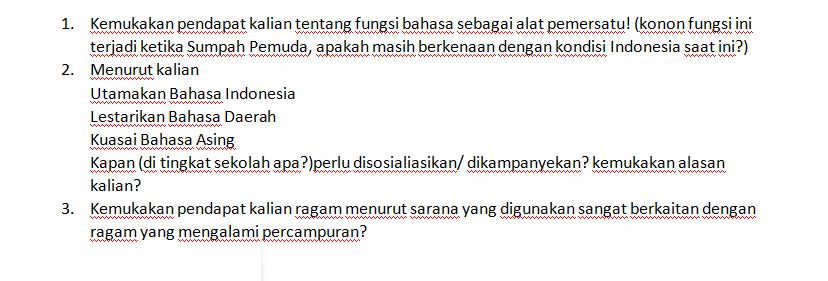 1. Kemukakan pendapat kalian tentang fungsi bahasa sebagai alat pemersatu! (konon fungsi ini
terjadi ketika Sumpah Pemuda, apakah masih berkenaan dengan kondisi Indonesia saat ini?)
2. Menurut kalian
Utamakan Bahasa Indonesia
Lestarikan Bahasa Daerah
Kuasai Bahasa Asing
Kapan (di tingkat sekolah apa?)perlu disosialiasikan/ dikampanyekan? kemukakan alasan
kalian?
3. Kemukakan pendapat kalian ragam menurut sarana yang digunakan sangat berkaitan dengan
ragam yang mengalami percampuran?